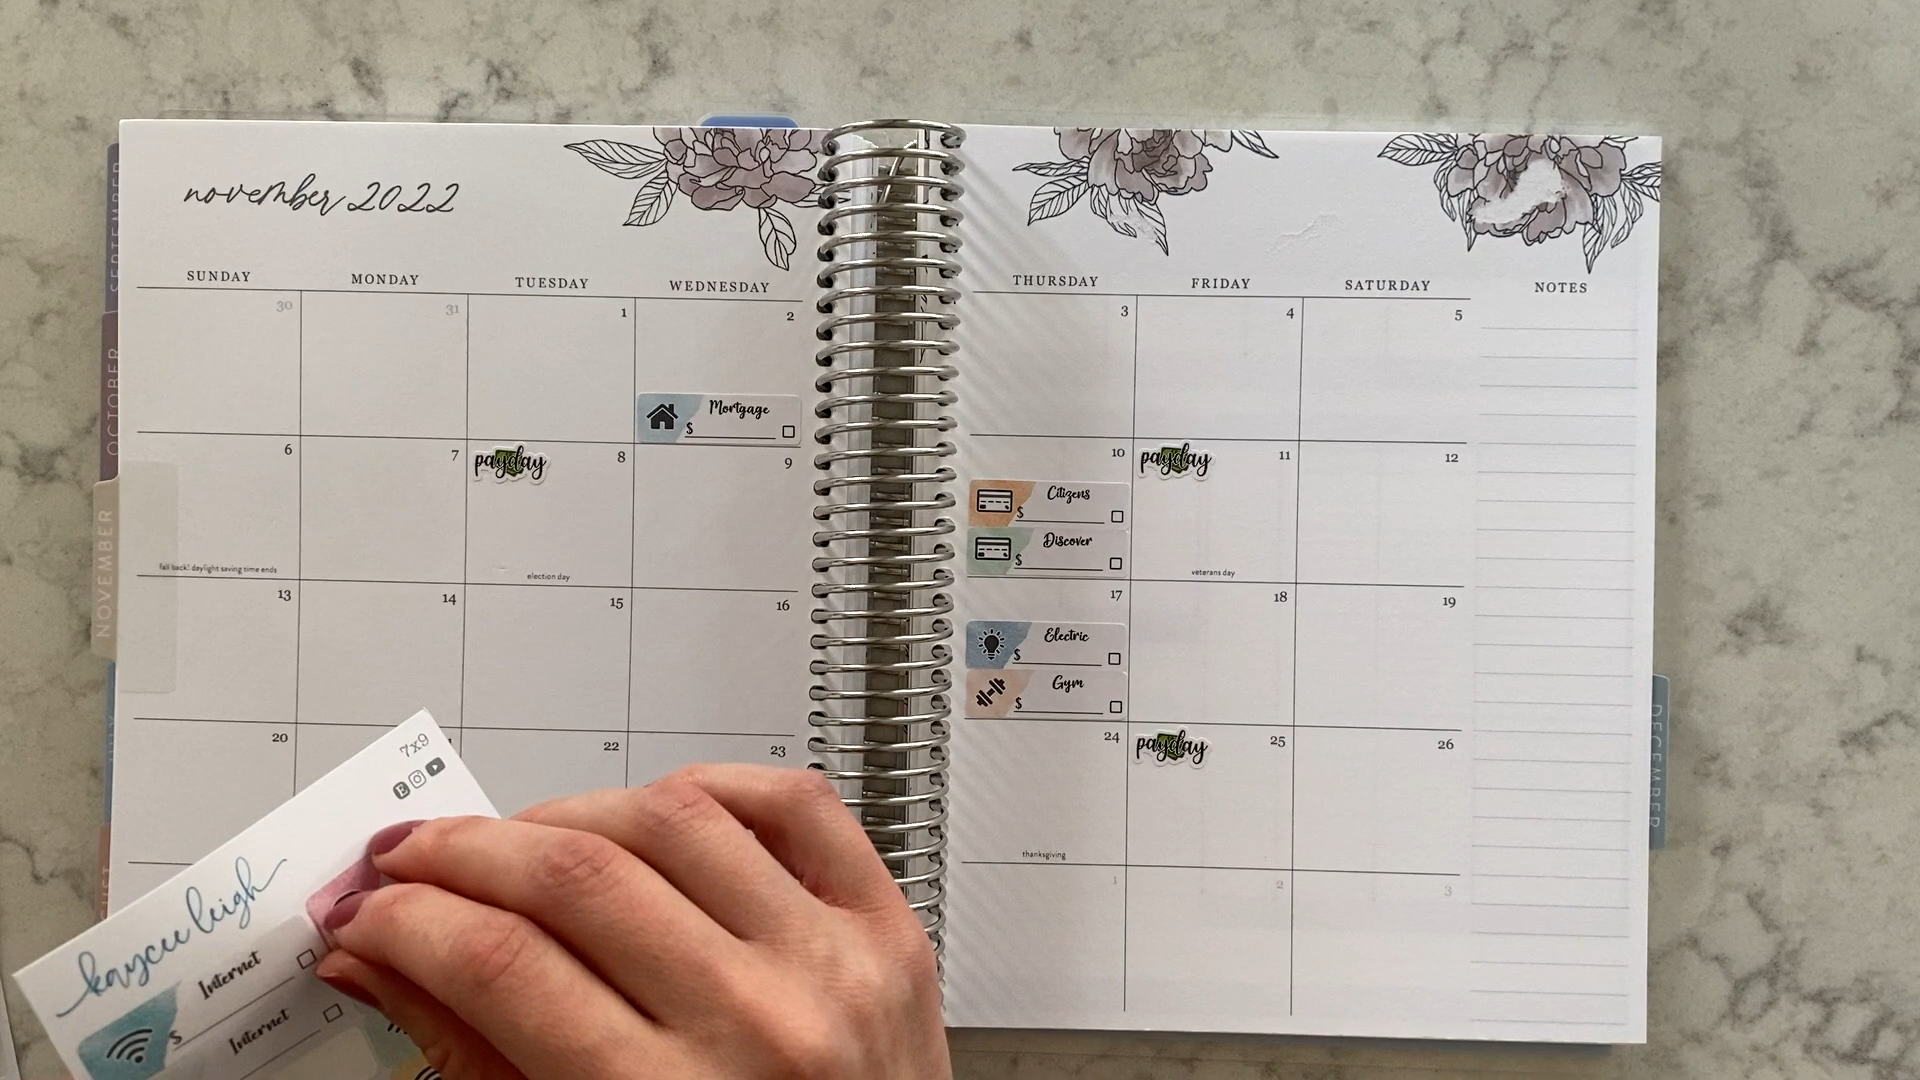 november 2022
SUNDAY MONDAY TUESDAY WEDNESDAY THURSDAY FRIDAY SATURDAY NOTES
30 31 1 2 3 4 5
Mortgage
$
6 7 payday 8 9 10 payday 11 12
Citizens
$
Discover
$
fall back! daylight saving time ends election day veterans day
13 14 15 16 17 18 19
Electric
$
Gym
$
20 22 23 24 payday 25 26
thanksgiving
1 2 3
7x9
kaycee leigh
Internet
$
Internet
SEPTEMBER
OCTOBER
NOVEMBER
JULY
DECEMBER